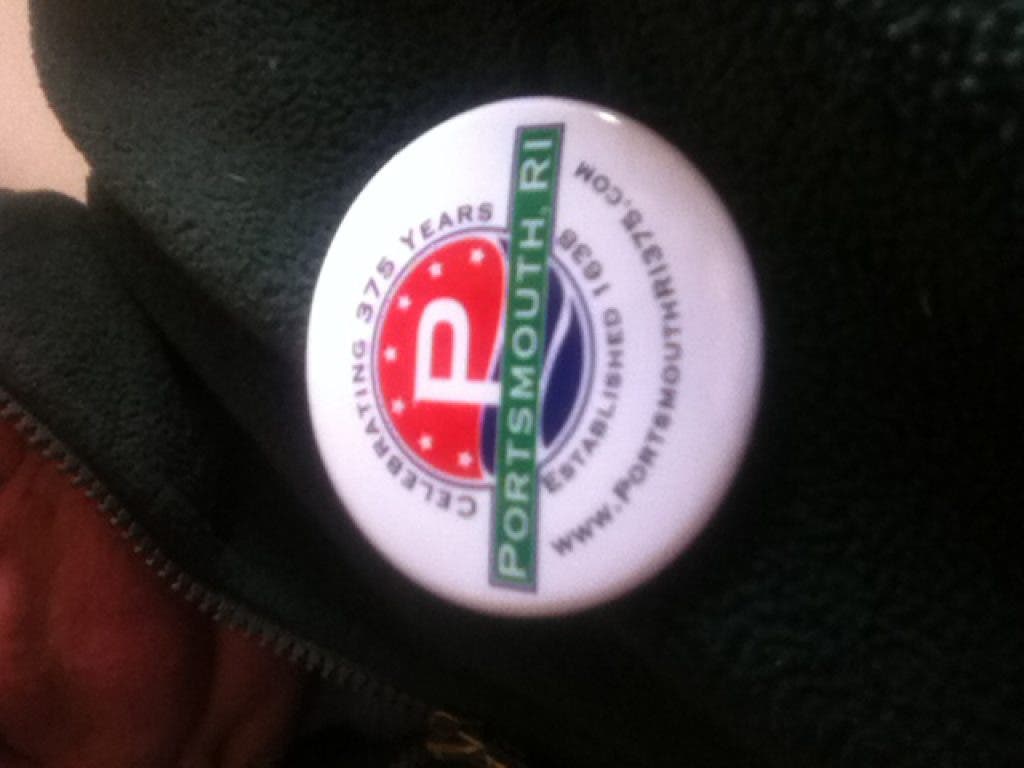 CELEBRATING 375 YEARS
P
PORTSMOUTH, RI
ESTABLISHED 1638
WWW.PORTSMOUTHRI375.COM